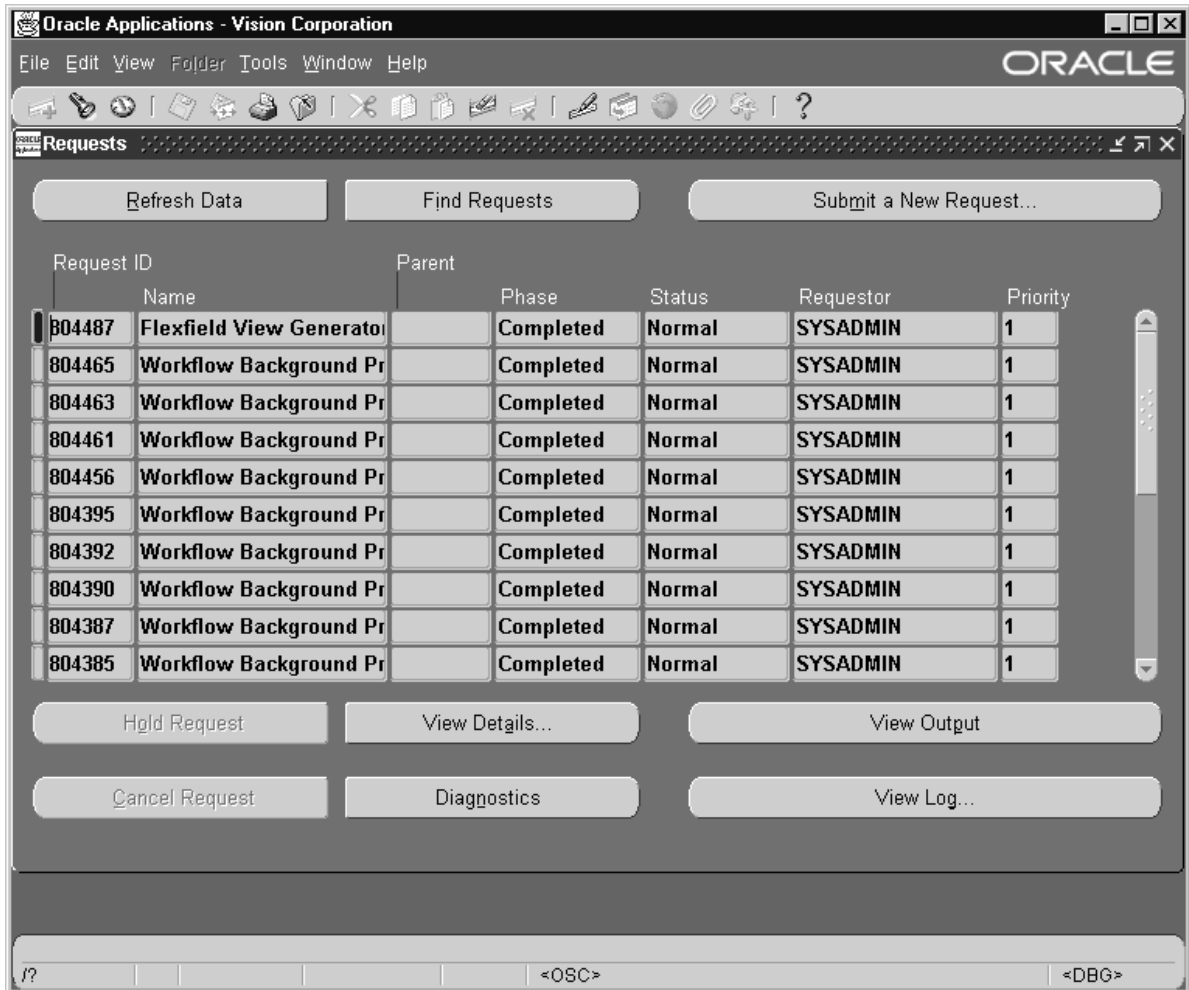 Oracle Applications - Vision Corporation
File Edit View Folder Tools Window Help
ORACLE
Requests
Refresh Data Find Requests Submit a New Request...
Request ID Parent
Name Phase Status Requestor Priority
804487 Flexfield View Generator Completed Normal SYSADMIN 1
804465 Workflow Background Pr Completed Normal SYSADMIN 1
804463 Workflow Background Pr Completed Normal SYSADMIN 1
804461 Workflow Background Pr Completed Normal SYSADMIN 1
804456 Workflow Background Pr Completed Normal SYSADMIN 1
804395 Workflow Background Pr Completed Normal SYSADMIN 1
804392 Workflow Background Pr Completed Normal SYSADMIN 1
804390 Workflow Background Pr Completed Normal SYSADMIN 1
804387 Workflow Background Pr Completed Normal SYSADMIN 1
804385 Workflow Background Pr Completed Normal SYSADMIN 1
Hold Request View Details... View Output
Cancel Request Diagnostics View Log...
/? <OSC> <DBG>